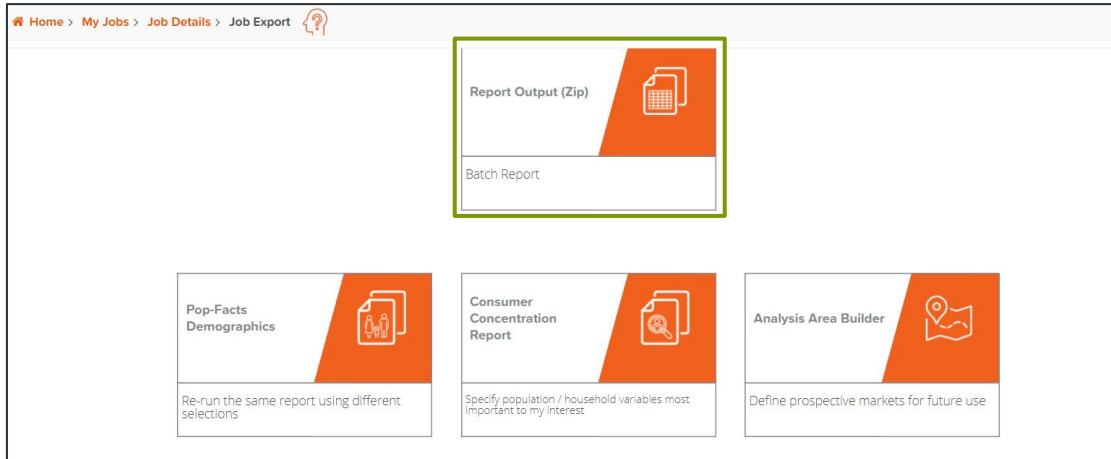 Home > My Jobs > Job Details > Job Export
Report Output (Zip)
Batch Report
Pop-Facts
Demographics
Re-run the same report using different
selections
Consumer
Concentration
Report
Specify population / household variables most
important to my interest
Analysis Area Builder
Define prospective markets for future use